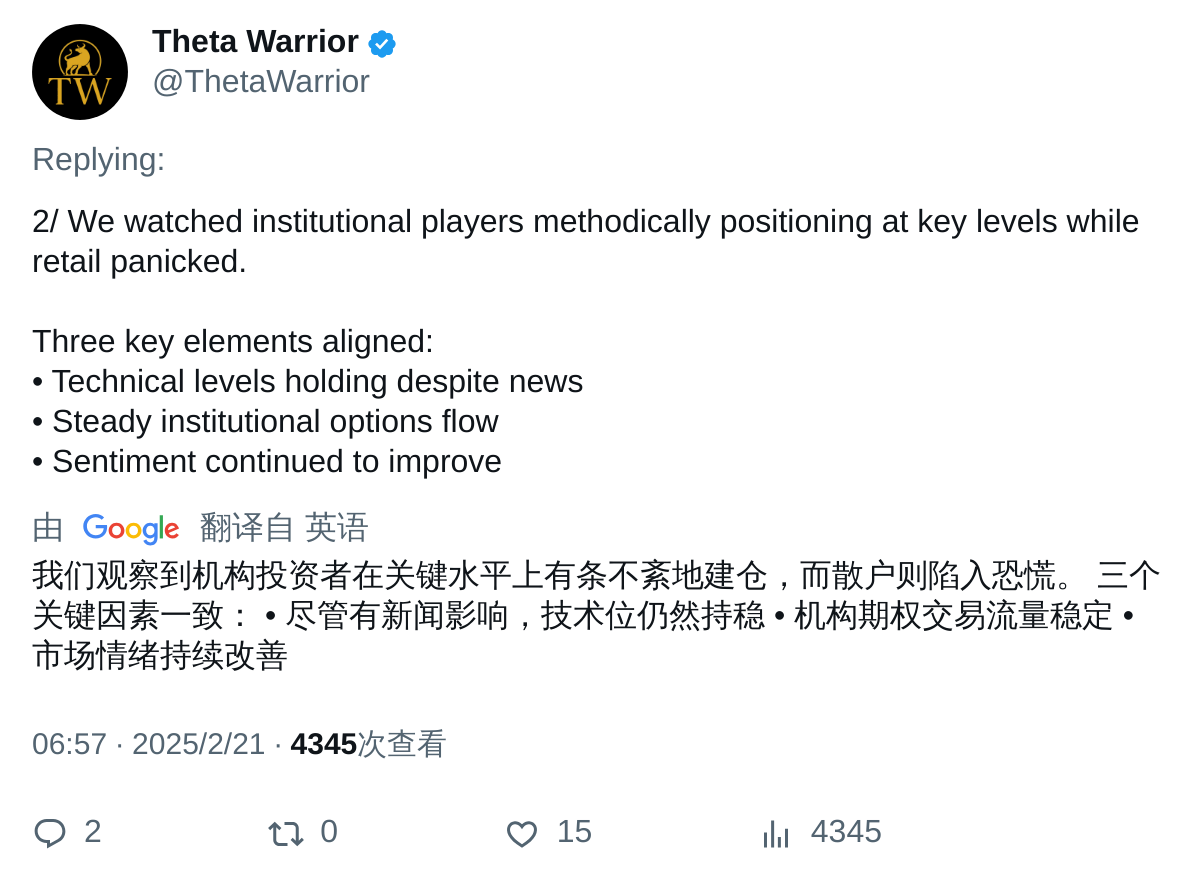 TW
Theta Warrior
@ThetaWarrior
Replying:
2/ We watched institutional players methodically positioning at key levels while
retail panicked.
Three key elements aligned:
• Technical levels holding despite news
• Steady institutional options flow
• Sentiment continued to improve
由 Google 翻译自 英语
我们观察到机构投资者在关键水平上有条不紊地建仓，而散户则陷入恐慌。 三个
关键因素一致： • 尽管有新闻影响，技术位仍然持稳 • 机构期权交易流量稳定 •
市场情绪持续改善
06:57 · 2025/2/21 · 4345次查看
2 0 15 4345